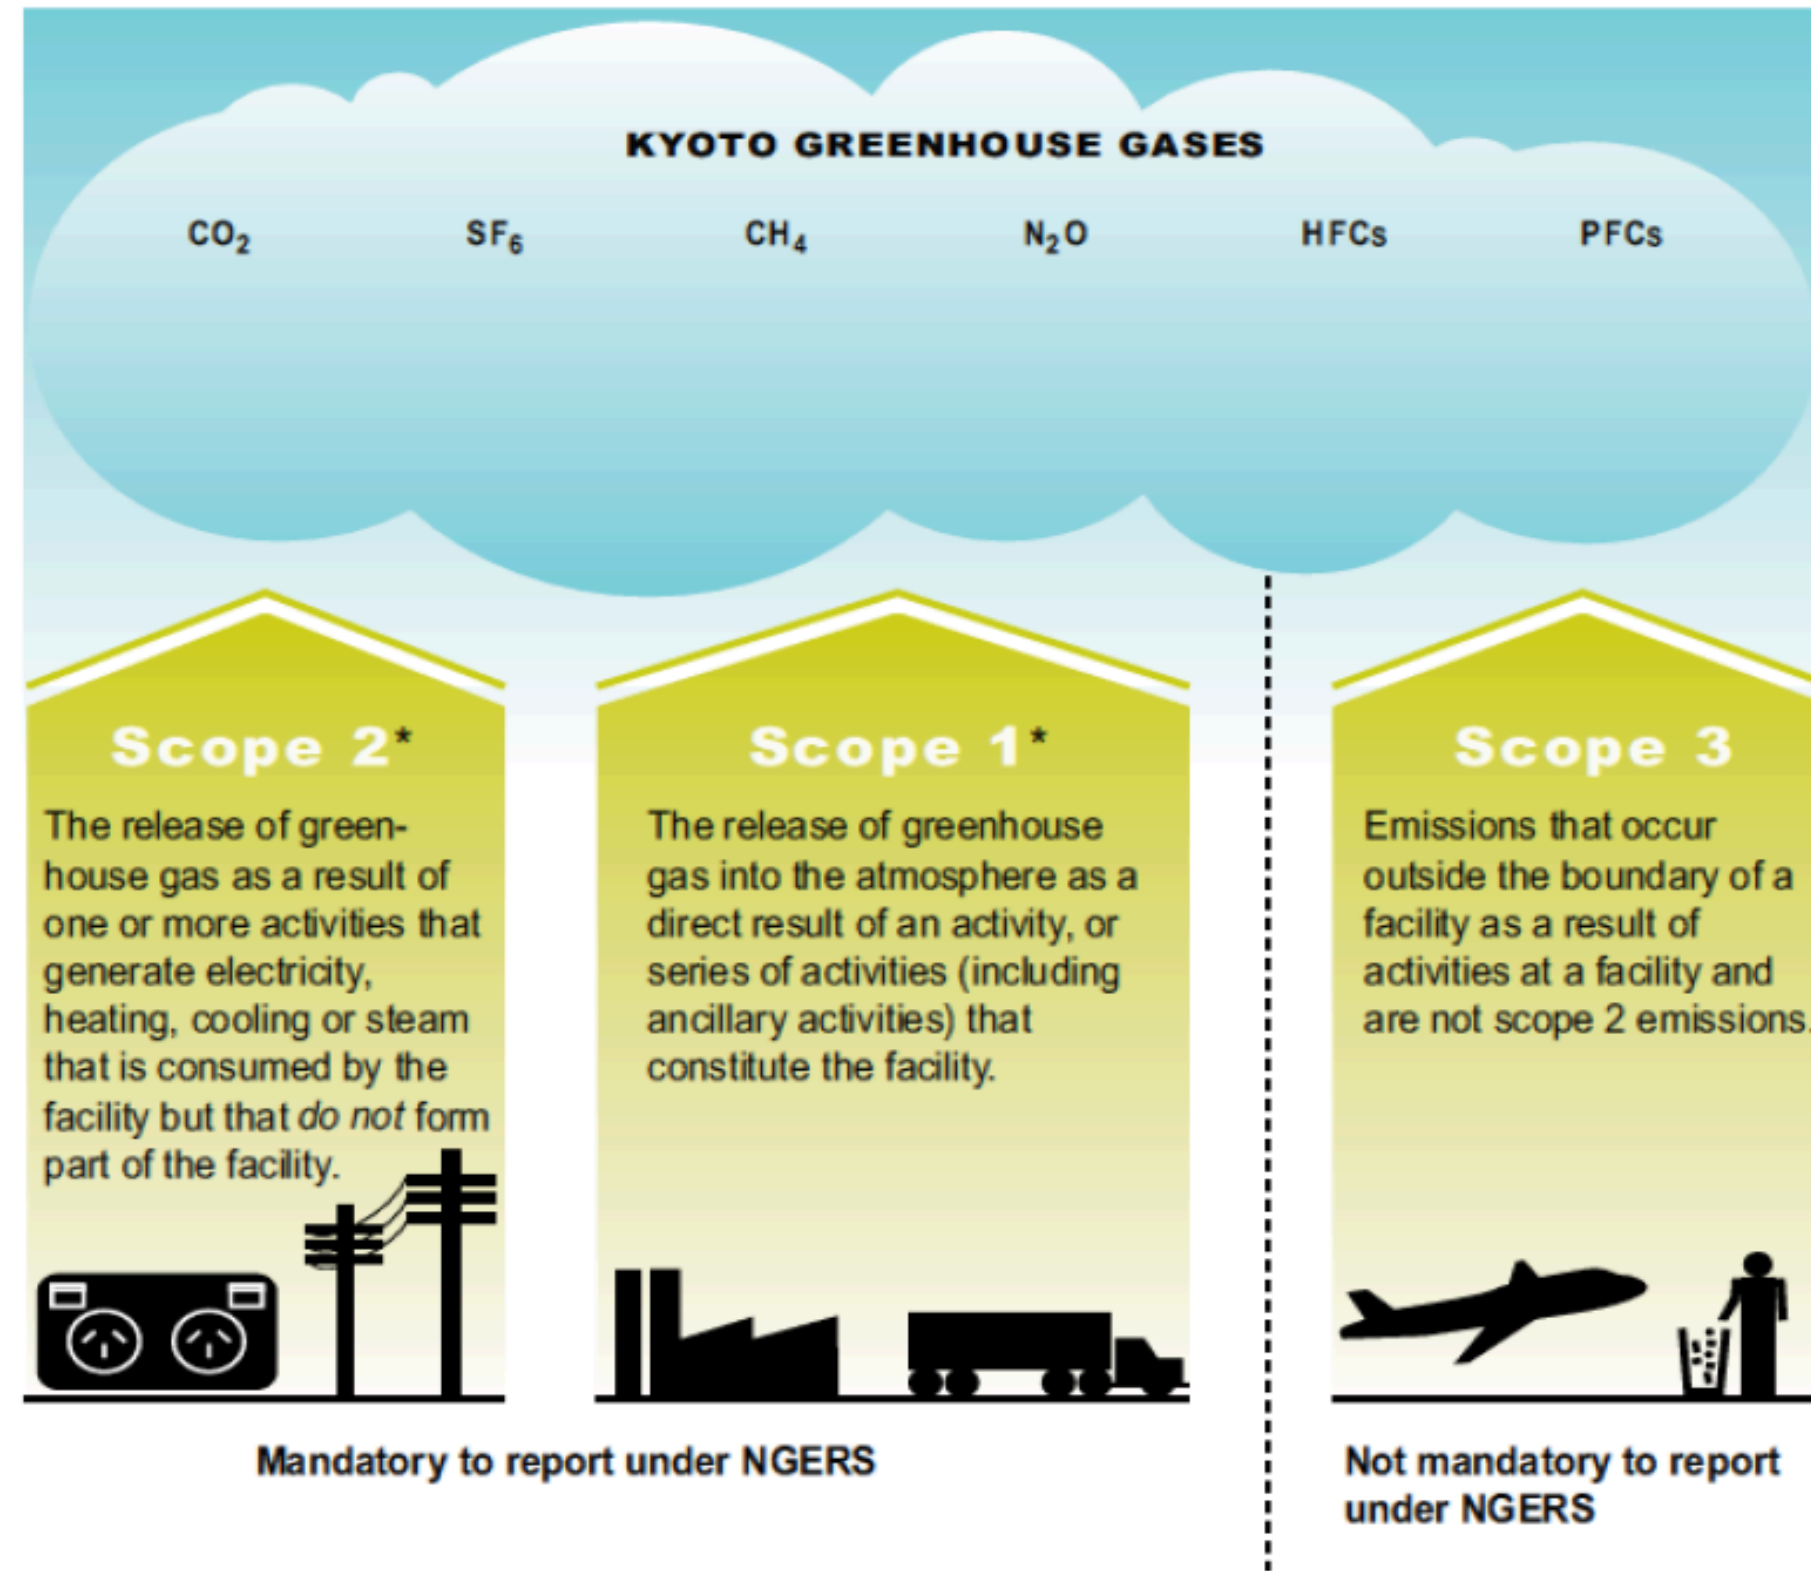 KYOTO GREENHOUSE GASES
CO₂ SF₆ CH₄ N₂O HFCs PFCs
Scope 2*
The release of green-
house gas as a result of
one or more activities that
generate electricity,
heating, cooling or steam
that is consumed by the
facility but that do not form
part of the facility.
Scope 1*
The release of greenhouse
gas into the atmosphere as a
direct result of an activity, or
series of activities (including
ancillary activities) that
constitute the facility.
Scope 3
Emissions that occur
outside the boundary of a
facility as a result of
activities at a facility and
are not scope 2 emissions.
Mandatory to report under NGERS
Not mandatory to report
under NGERS